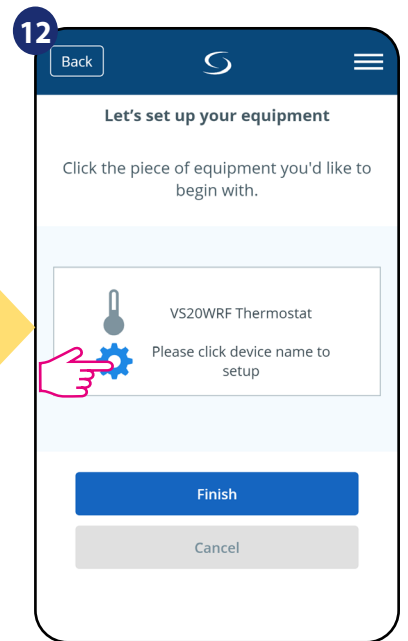 12
Back
Let's set up your equipment
Click the piece of equipment you'd like to
begin with.
VS20WRF Thermostat
Please click device name to
setup
Finish
Cancel